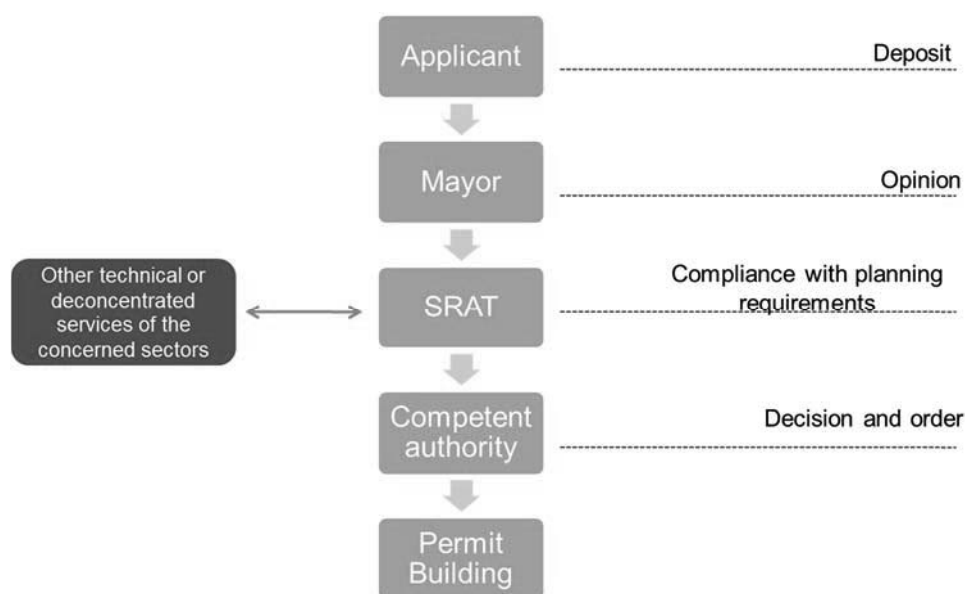 Applicant
Deposit
Mayor
Opinion
Other technical or
deconcentrated
services of the
concerned sectors
SRAT
Compliance with planning
requirements
Competent
authority
Decision and order
Permit
Building